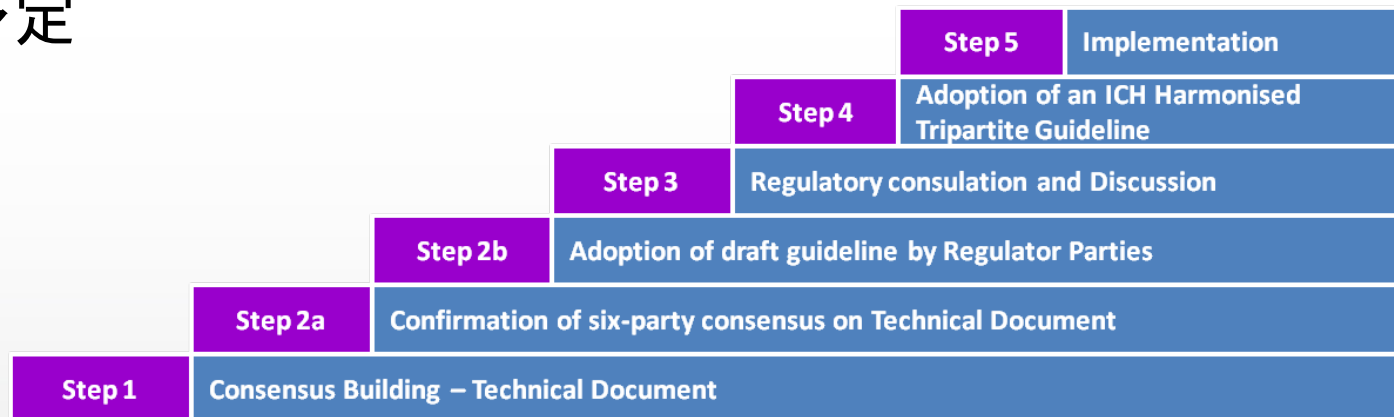 定
Step 5 Implementation
Step 4 Adoption of an ICH Harmonised
Tripartite Guideline
Step 3 Regulatory consulation and Discussion
Step 2b Adoption of draft guideline by Regulator Parties
Step 2a Confirmation of six-party consensus on Technical Document
Step 1 Consensus Building – Technical Document